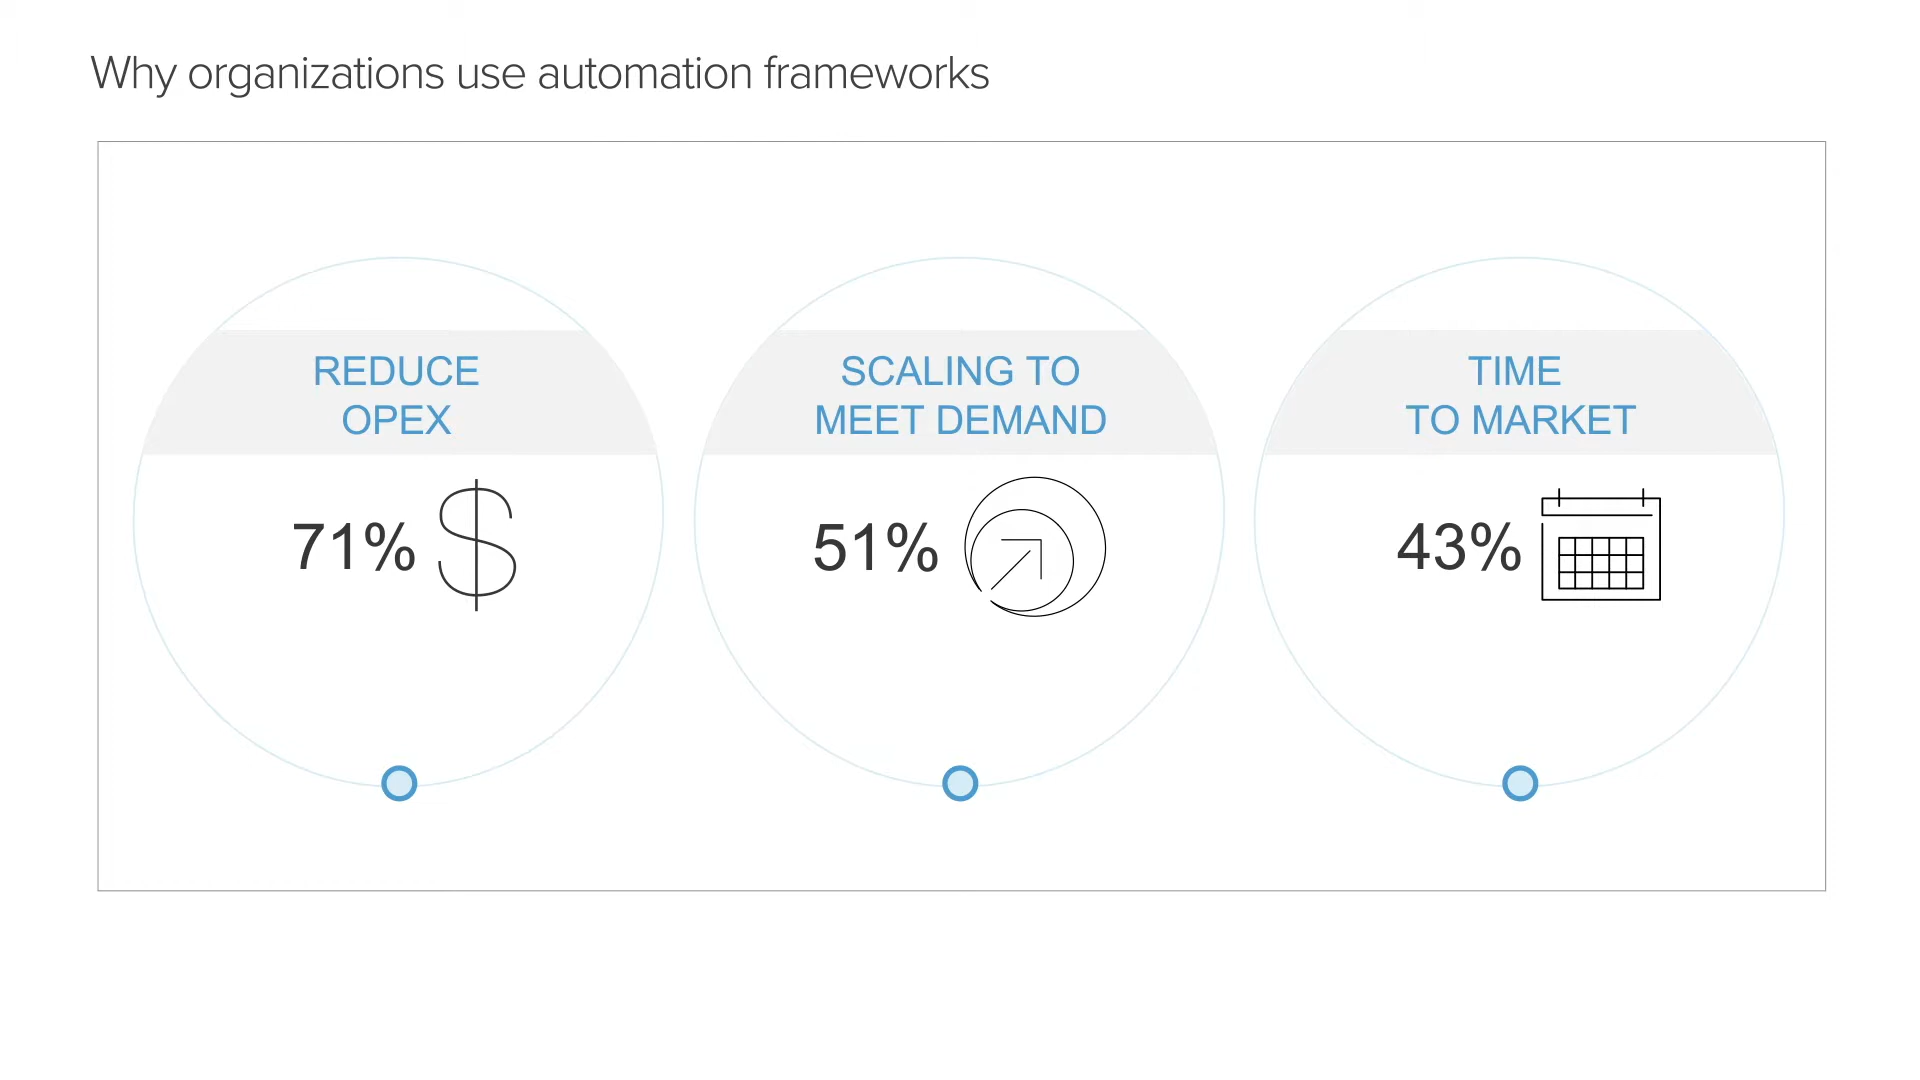 Why organizations use automation frameworks
REDUCE
OPEX
71%
SCALING TO
MEET DEMAND
51%
TIME
TO MARKET
43%